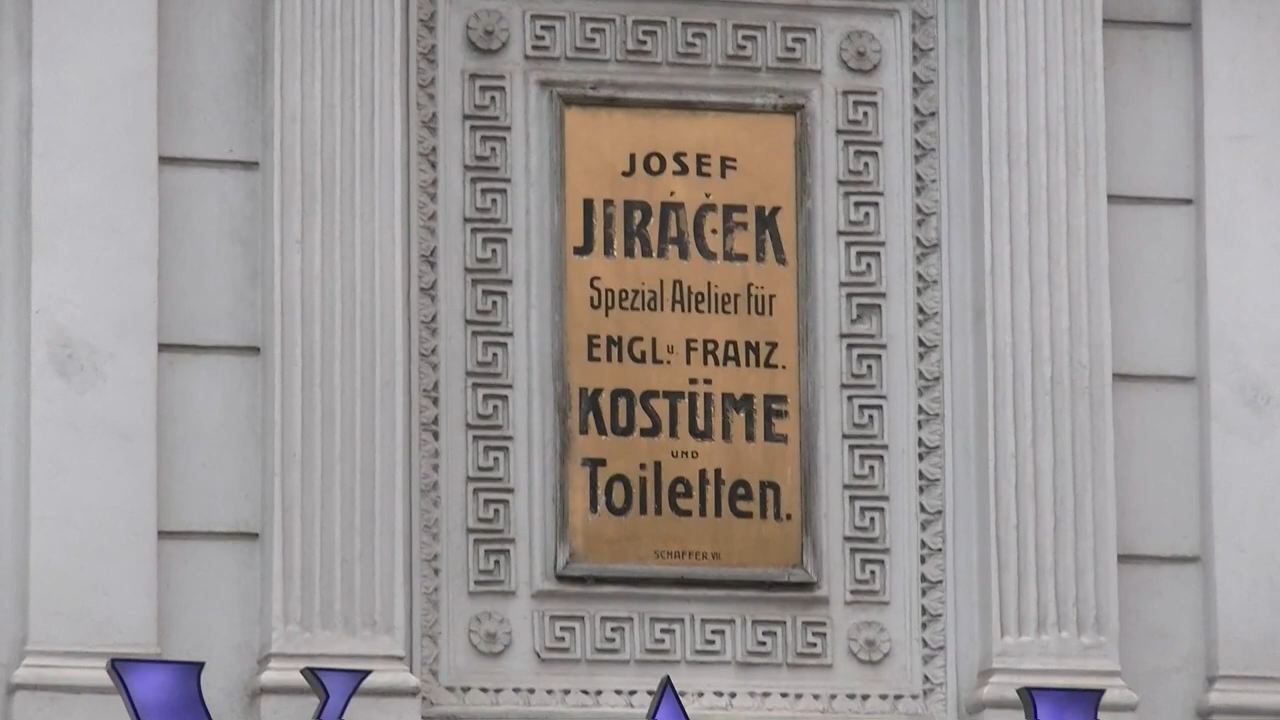 JOSEF
JIRÁČEK
Spezial-Atelier für
ENGL. u. FRANZ.
KOSTÜME
UND
Toiletten.
SCHAFFER. VII.